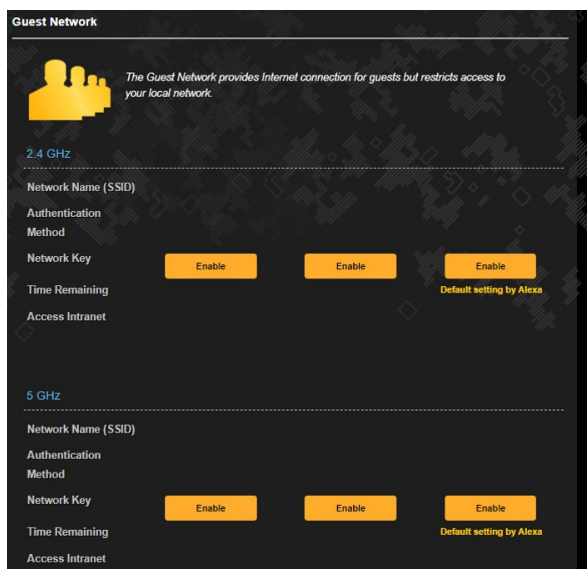 Guest Network
The Guest Network provides Internet connection for guests but restricts access to
your local network.
2.4 GHz
Network Name (SSID)
Authentication
Method
Network Key
Enable Enable Enable
Time Remaining
Default setting by Alexa
Access Intranet
5 GHz
Network Name (SSID)
Authentication
Method
Network Key
Enable Enable Enable
Time Remaining
Default setting by Alexa
Access Intranet